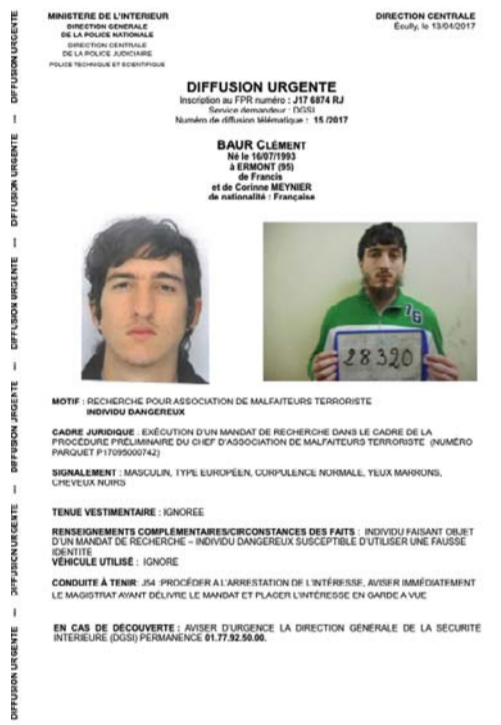 MINISTERE DE L'INTERIEUR
DIRECTION GENERALE
DE LA POLICE NATIONALE
DIRECTION CENTRALE
DE LA POLICE JUDICIAIRE
POLICE TECHNIQUE ET SCIENTIFIQUE
DIRECTION CENTRALE
Écully, le 13/04/2017
DIFFUSION URGENTE
Inscription au FPR numéro : J17 6874 RJ
Service demandeur : DGSI
Numéro de diffusion télématique : 15 /2017
BAUR CLÉMENT
Né le 16/07/1993
à ERMONT (95)
de Francis
et de Corinne MEYNIER
de nationalité : Française
16
28320
MOTIF : RECHERCHE POUR ASSOCIATION DE MALFAITEURS TERRORISTE
INDIVIDU DANGEREUX
CADRE JURIDIQUE : EXÉCUTION D'UN MANDAT DE RECHERCHE DANS LE CADRE DE LA
PROCÉDURE PRÉLIMINAIRE DU CHEF D'ASSOCIATION DE MALFAITEURS TERRORISTE (NUMÉRO
PARQUET P17095000742)
SIGNALEMENT : MASCULIN, TYPE EUROPÉEN, CORPULENCE NORMALE, YEUX MARRONS,
CHEVEUX NOIRS
TENUE VESTIMENTAIRE : IGNOREE
RENSEIGNEMENTS COMPLÉMENTAIRES/CIRCONSTANCES DES FAITS : INDIVIDU FAISANT OBJET
D'UN MANDAT DE RECHERCHE – INDIVIDU DANGEREUX SUSCEPTIBLE D'UTILISER UNE FAUSSE
IDENTITE
VÉHICULE UTILISÉ : IGNORE
CONDUITE À TENIR: J54 :PROCÉDER A L'ARRESTATION DE L'INTÉRESSE, AVISER IMMÉDIATEMENT
LE MAGISTRAT AYANT DÉLIVRE LE MANDAT ET PLACER L'INTÉRESSE EN GARDE A VUE
EN CAS DE DÉCOUVERTE : AVISER D'URGENCE LA DIRECTION GÉNÉRALE DE LA SÉCURITÉ
INTÉRIEURE (DGSI) PERMANENCE 01.77.92.50.00.
DIFFUSION URGENTE — DIFFUSION URGENTE — DIFFUSION URGENTE — DIFFUSION URGENTE — DIFFUSION URGENTE — DIFFUSION URGENTE — DIFFUSION URGENTE